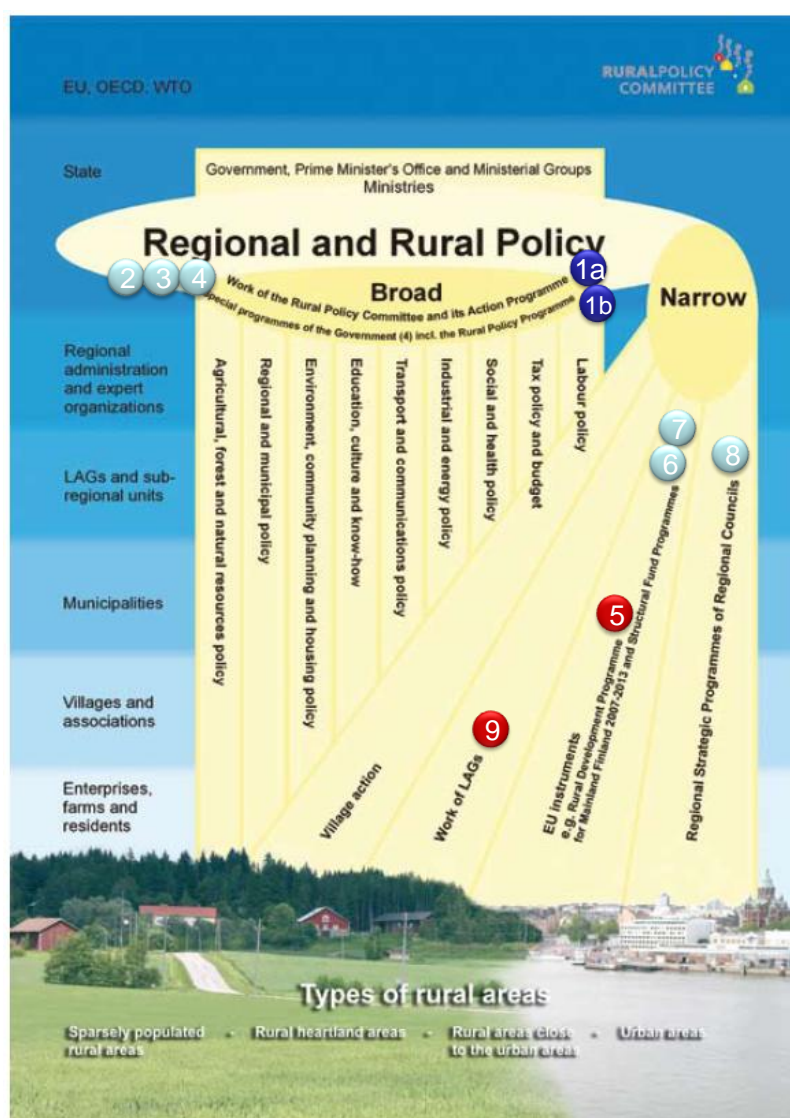 EU, OECD, WTO
RURALPOLICY
COMMITTEE
State
Government, Prime Minister's Office and Ministerial Groups
Ministries
Regional and Rural Policy
2
3
4
1a
Broad
Work of the Rural Policy Committee and its Action Programme
1b
Special programmes of the Government (4) incl. the Rural Policy Programme
Narrow
Regional
administration
and expert
organizations
LAGs and sub-
regional units
Municipalities
Villages and
associations
Enterprises,
farms and
residents
Agricultural, forest and natural resources policy
Regional and municipal policy
Environment, community planning and housing policy
Education, culture and know-how
Transport and communications policy
Industrial and energy policy
Social and health policy
Tax policy and budget
Labour policy
7
6
8
5
9
Village action
Work of LAGs
EU instruments
e.g. Rural Development Programme
for Mainland Finland 2007-2013 and Structural Fund Programmes
Regional Strategic Programmes of Regional Councils
Types of rural areas
Sparsely populated - Rural heartland areas - Rural areas close - Urban areas
rural areas to the urban areas